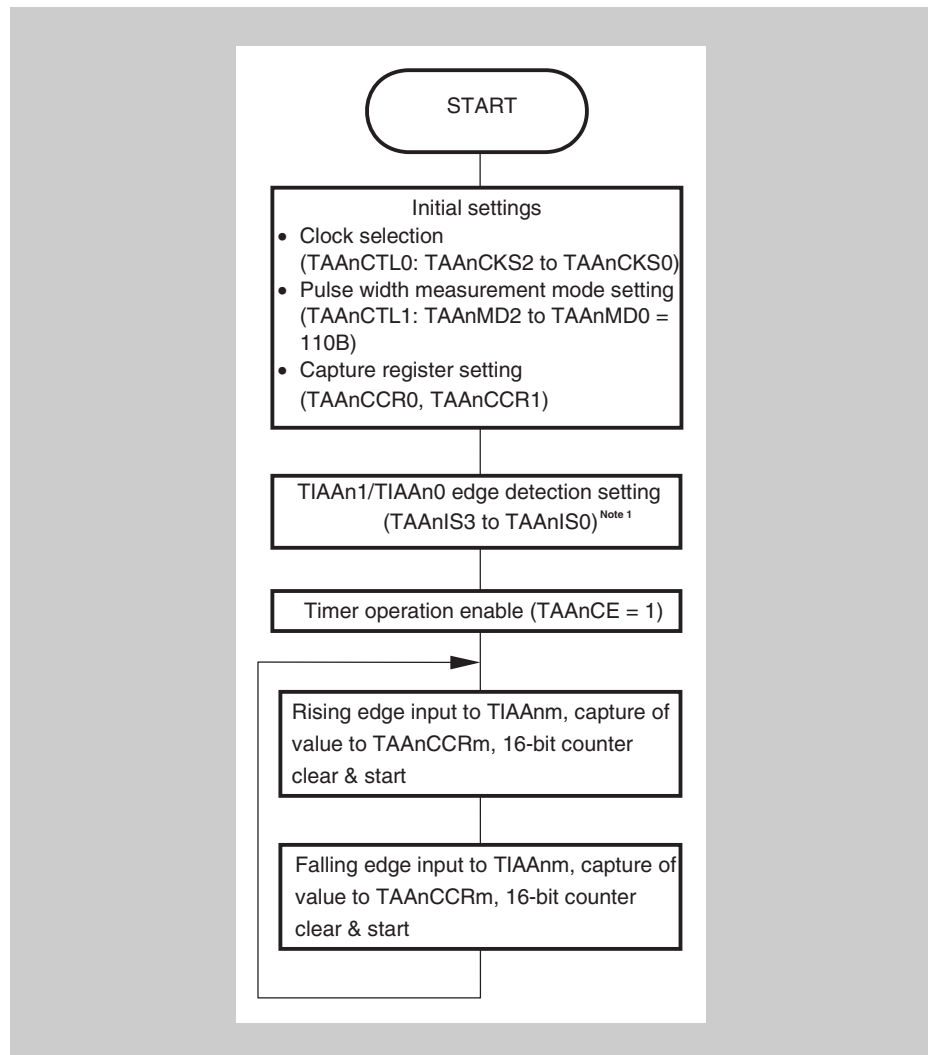 START
Initial settings
• Clock selection
(TAAnCTL0: TAAnCKS2 to TAAnCKS0)
• Pulse width measurement mode setting
(TAAnCTL1: TAAnMD2 to TAAnMD0 =
110B)
• Capture register setting
(TAAnCCR0, TAAnCCR1)
TIAAn1/TIAAn0 edge detection setting
(TAAnIS3 to TAAnIS0) Note 1
Timer operation enable (TAAnCE = 1)
Rising edge input to TIAAnm, capture of
value to TAAnCCRm, 16-bit counter
clear & start
Falling edge input to TIAAnm, capture of
value to TAAnCCRm, 16-bit counter
clear & start